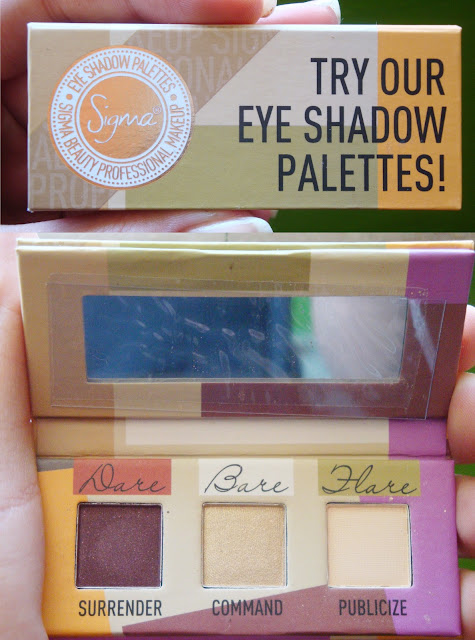 TRY OUR
EYE SHADOW
PALETTES!
EYE SHADOW PALETTES
Sigma
SIGMA BEAUTY PROFESSIONAL MAKEUP
Dare Bare Flare
SURRENDER COMMAND PUBLICIZE